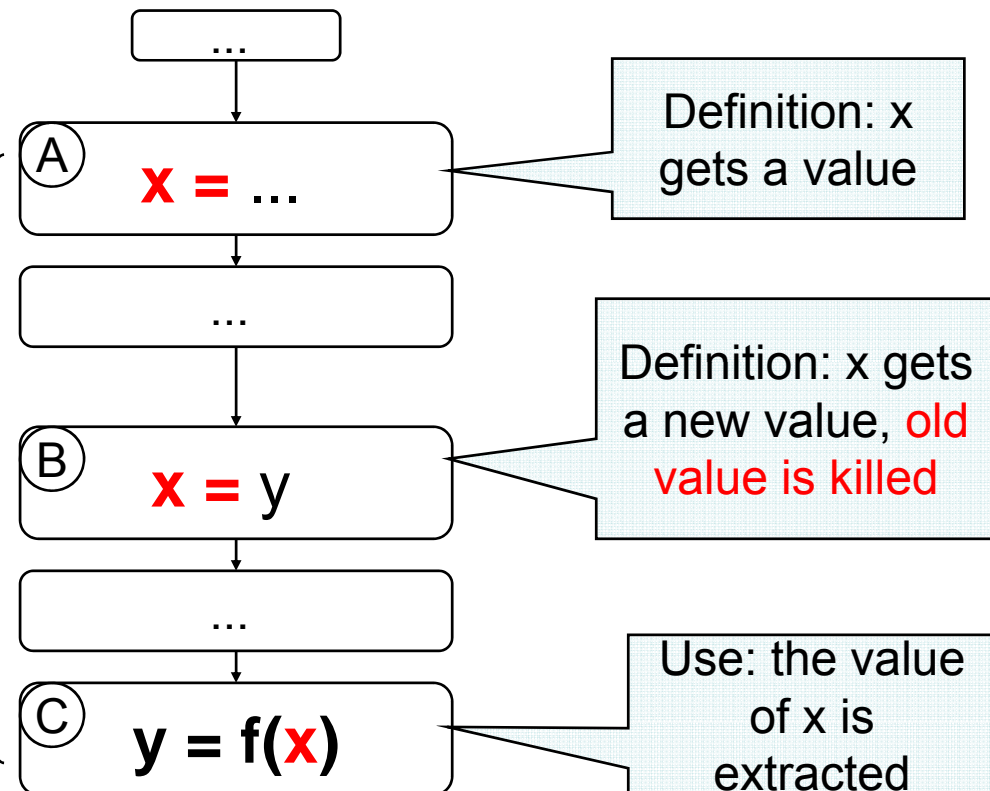 ...
A
x = ...
Definition: x
gets a value
...
Definition: x gets
a new value, old
value is killed
B
x = y
...
C
y = f(x)
Use: the value
of x is
extracted